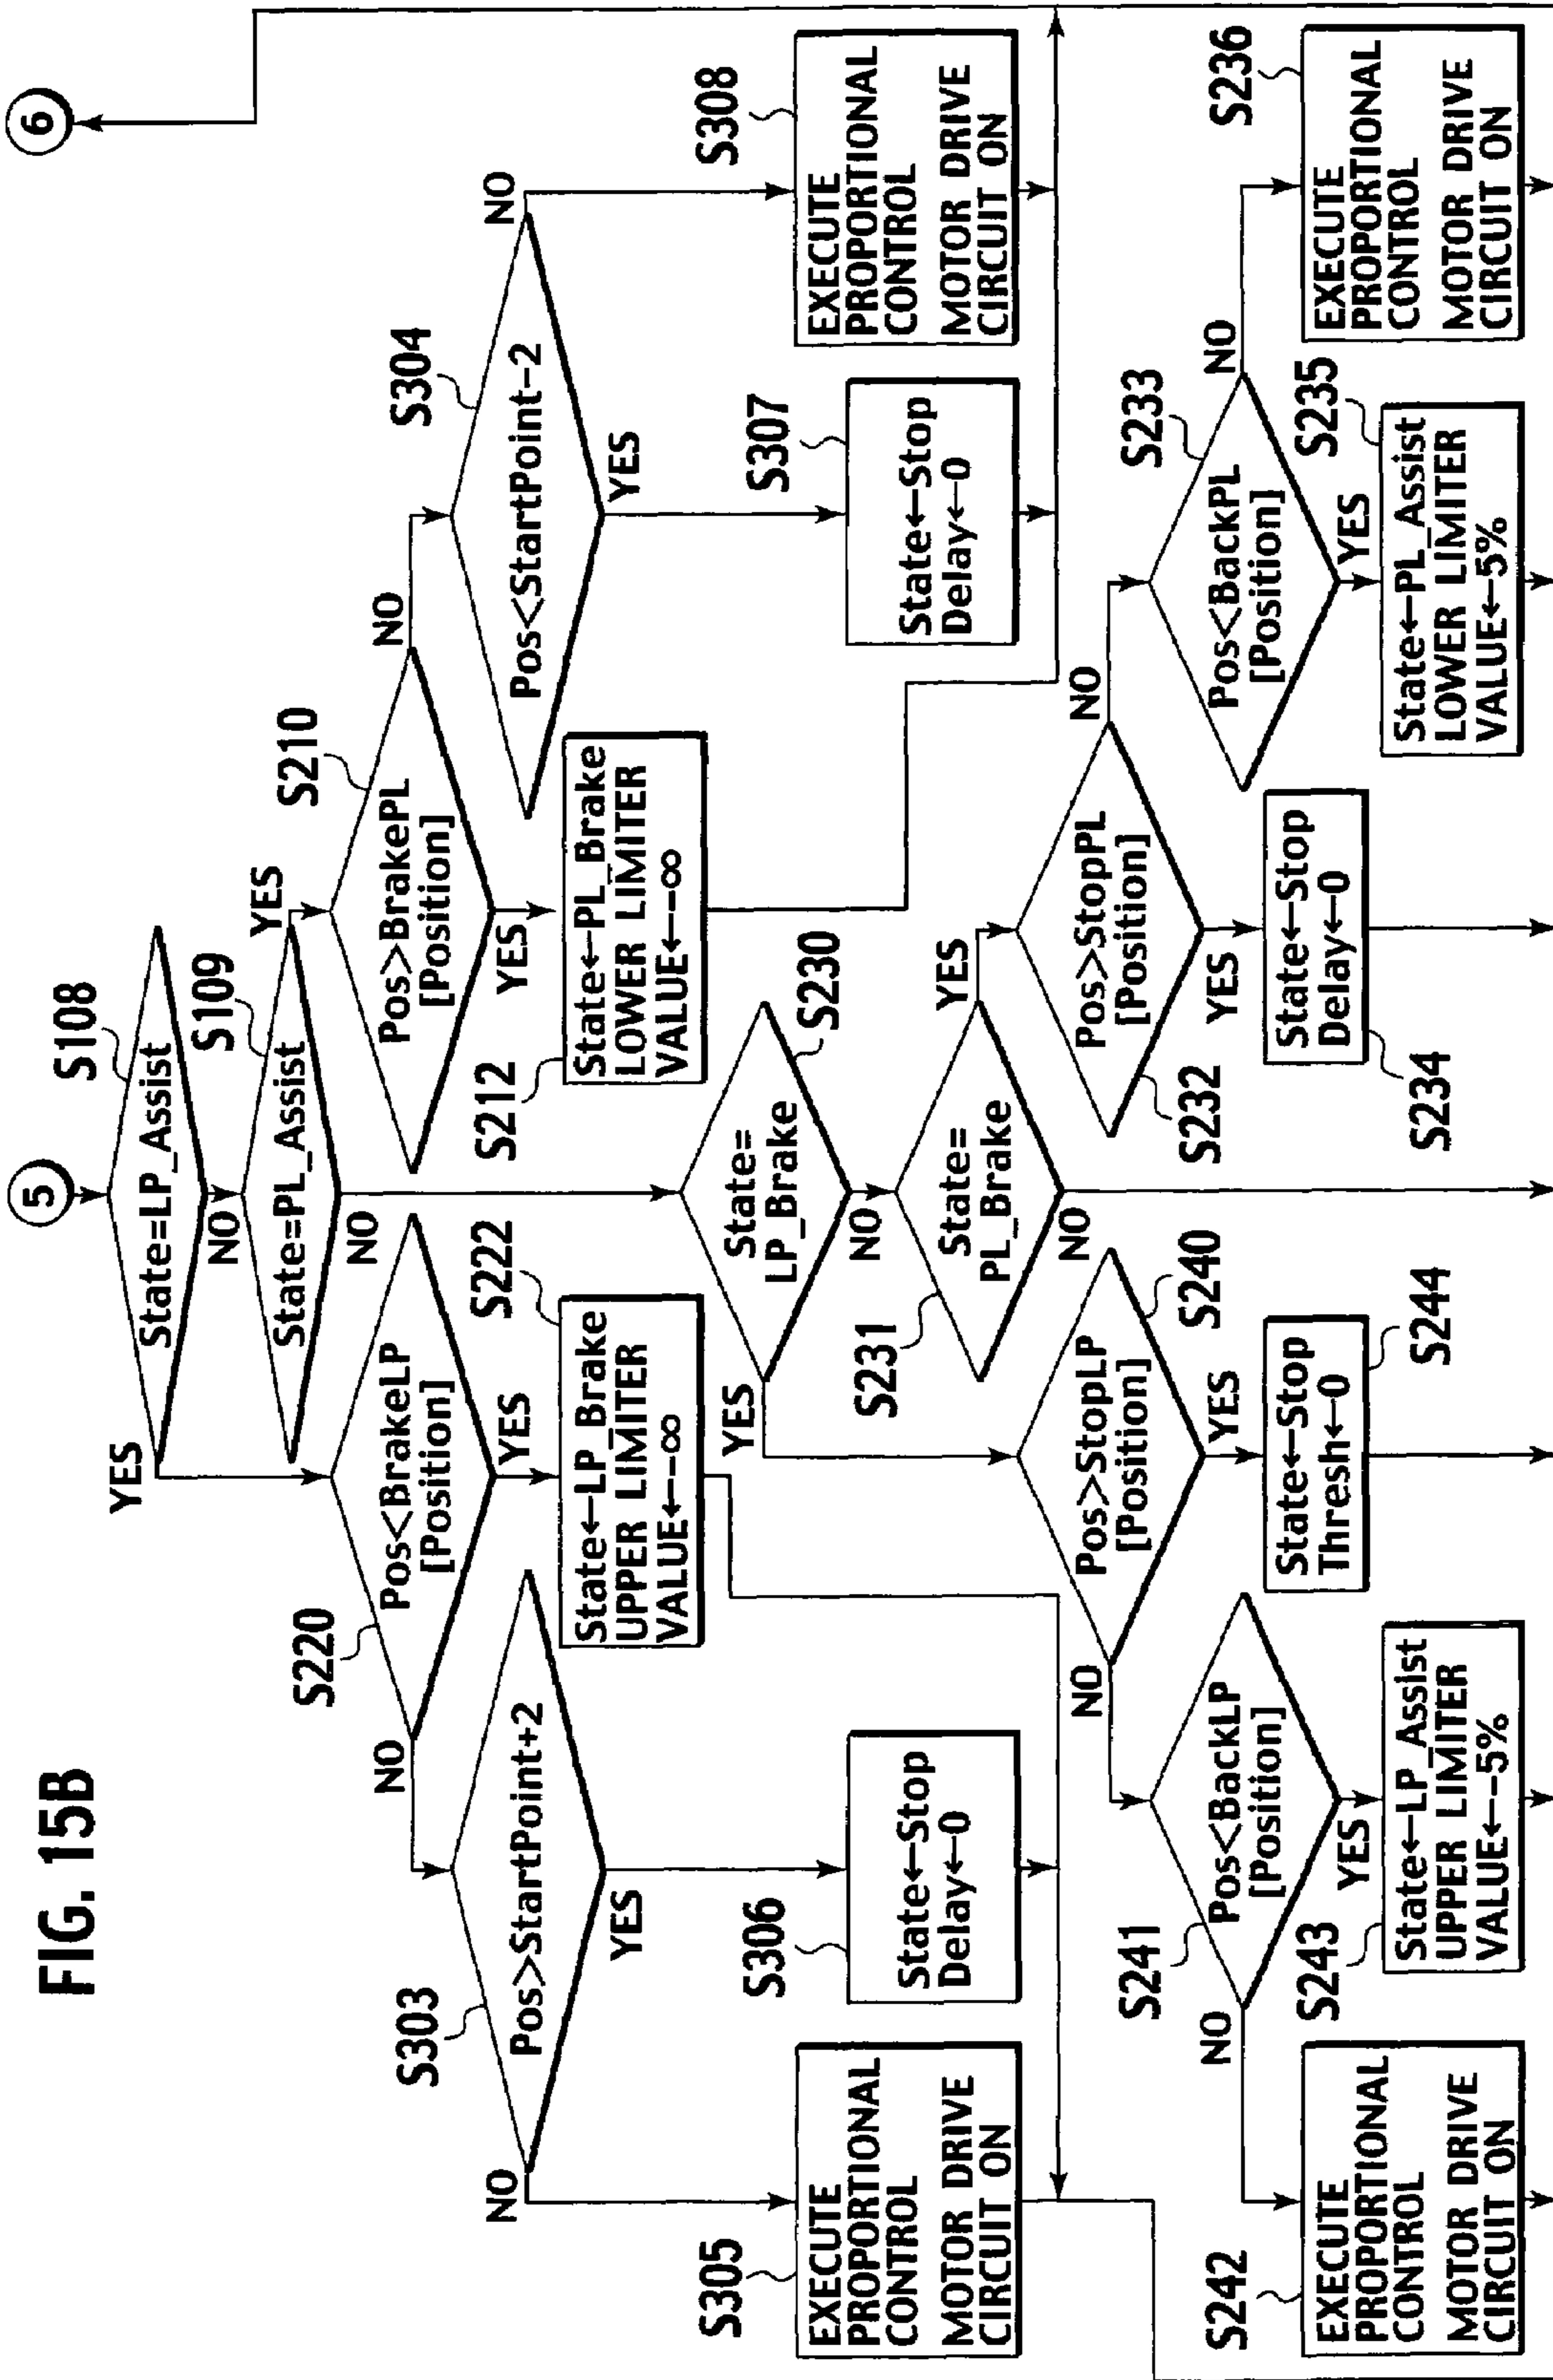 FIG. 15B
5
6
S108
State=LP_Assist
YES
NO
S109
State=PL_Assist
YES
NO
S220
Pos<BrakeLP
[Position]
NO
YES
S210
Pos>BrakePL
[Position]
NO
YES
S303
Pos>StartPoint+2
NO
YES
S222
State←LP_Brake
UPPER LIMITER
VALUE←-∞
S212
State←PL_Brake
LOWER LIMITER
VALUE←-∞
S304
Pos<StartPoint-2
NO
YES
S305
EXECUTE
PROPORTIONAL
CONTROL
MOTOR DRIVE
CIRCUIT ON
S306
State←Stop
Delay←0
S307
State←Stop
Delay←0
S308
EXECUTE
PROPORTIONAL
CONTROL
MOTOR DRIVE
CIRCUIT ON
S230
State=
LP_Brake
YES
NO
S231
State=
PL_Brake
YES
NO
S240
Pos>StopLP
[Position]
NO
YES
S232
Pos>StopPL
[Position]
NO
YES
S241
Pos<BackLP
[Position]
NO
YES
S244
State←Stop
Thresh←0
S234
State←Stop
Delay←0
S233
Pos<BackPL
[Position]
NO
YES
S242
EXECUTE
PROPORTIONAL
CONTROL
MOTOR DRIVE
CIRCUIT ON
S243
State←LP_Assist
UPPER LIMITER
VALUE←-5%
S235
State←PL_Assist
LOWER LIMITER
VALUE←5%
S236
EXECUTE
PROPORTIONAL
CONTROL
MOTOR DRIVE
CIRCUIT ON